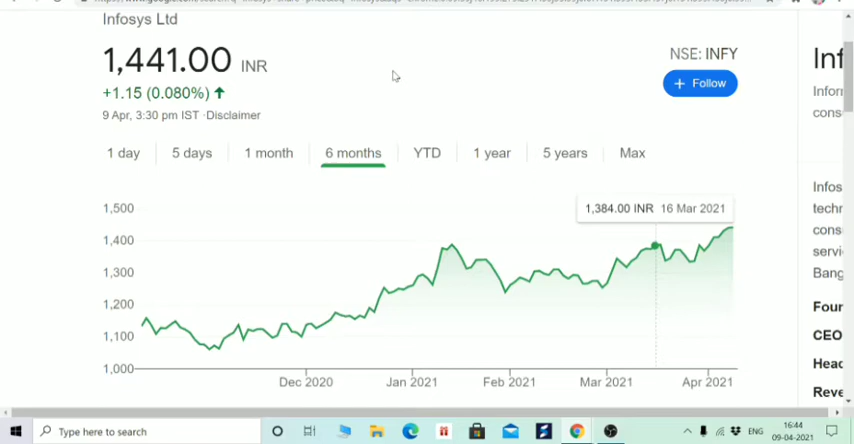 Infosys Ltd
1,441.00 INR
+1.15 (0.080%)
9 Apr, 3:30 pm IST ·Disclaimer
NSE: INFY
+ Follow
1 day
5 days
1 month
6 months
YTD
1 year
5 years
Max
1,384.00 INR 16 Mar 2021
1,500
1,400
1,300
1,200
1,100
1,000
Dec 2020
Jan 2021
Feb 2021
Mar 2021
Apr 2021
Inf
Infor
cons
Infos
techn
cons
servi
Bang
Foun
CEO
Head
Reve
Type here to search
ENG
16:44
09-04-2021